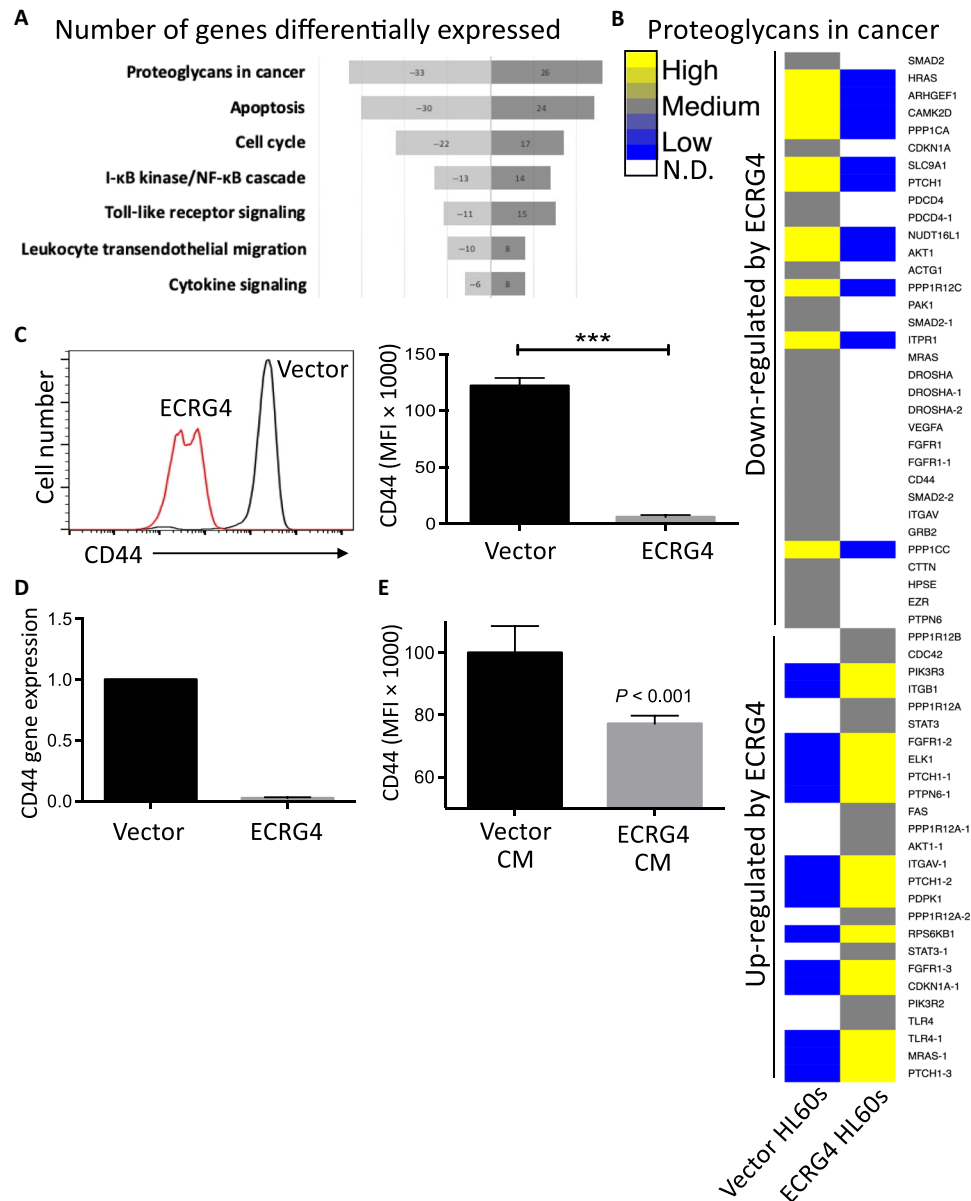 A
Number of genes differentially expressed
Proteoglycans in cancer
−33
26
Apoptosis
−30
24
Cell cycle
−22
17
I-κB kinase/NF-κB cascade
−13
14
Toll-like receptor signaling
−11
15
Leukocyte transendothelial migration
−10
8
Cytokine signaling
−6
8
B
Proteoglycans in cancer
High
Medium
Low
N.D.
Down-regulated by ECRG4
SMAD2
HRAS
ARHGEF1
CAMK2D
PPP1CA
CDKN1A
SLC9A1
PTCH1
PDCD4
PDCD4-1
NUDT16L1
AKT1
ACTG1
PPP1R12C
PAK1
SMAD2-1
ITPR1
MRAS
DROSHA
DROSHA-1
DROSHA-2
VEGFA
FGFR1
FGFR1-1
CD44
SMAD2-2
ITGAV
GRB2
PPP1CC
CTTN
HPSE
EZR
PTPN6
Up-regulated by ECRG4
PPP1R12B
CDC42
PIK3R3
ITGB1
PPP1R12A
STAT3
FGFR1-2
ELK1
PTCH1-1
PTPN6-1
FAS
PPP1R12A-1
AKT1-1
ITGAV-1
PTCH1-2
PDPK1
PPP1R12A-2
RPS6KB1
STAT3-1
FGFR1-3
CDKN1A-1
PIK3R2
TLR4
TLR4-1
MRAS-1
PTCH1-3
Vector HL60s
ECRG4 HL60s
C
Cell number
ECRG4
Vector
CD44
CD44 (MFI × 1000)
150
100
50
0
***
Vector
ECRG4
D
CD44 gene expression
1.5
1.0
0.5
0.0
Vector
ECRG4
E
CD44 (MFI × 1000)
100
80
60
P < 0.001
Vector
CM
ECRG4
CM